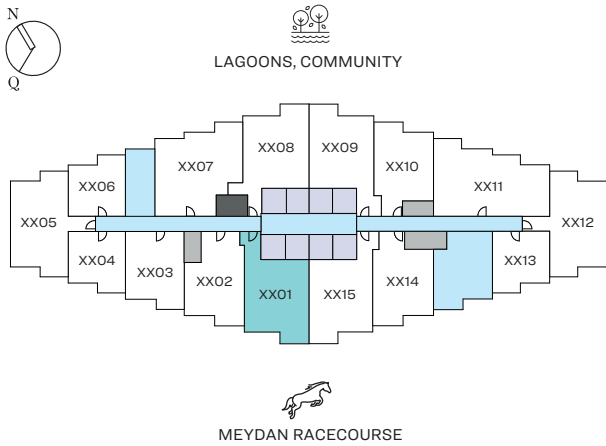 N
Q
LAGOONS, COMMUNITY
XX08 XX09
XX07 XX10
XX06 XX11
XX05 XX12
XX04 XX13
XX03 XX02 XX14
XX01 XX15
MEYDAN RACECOURSE